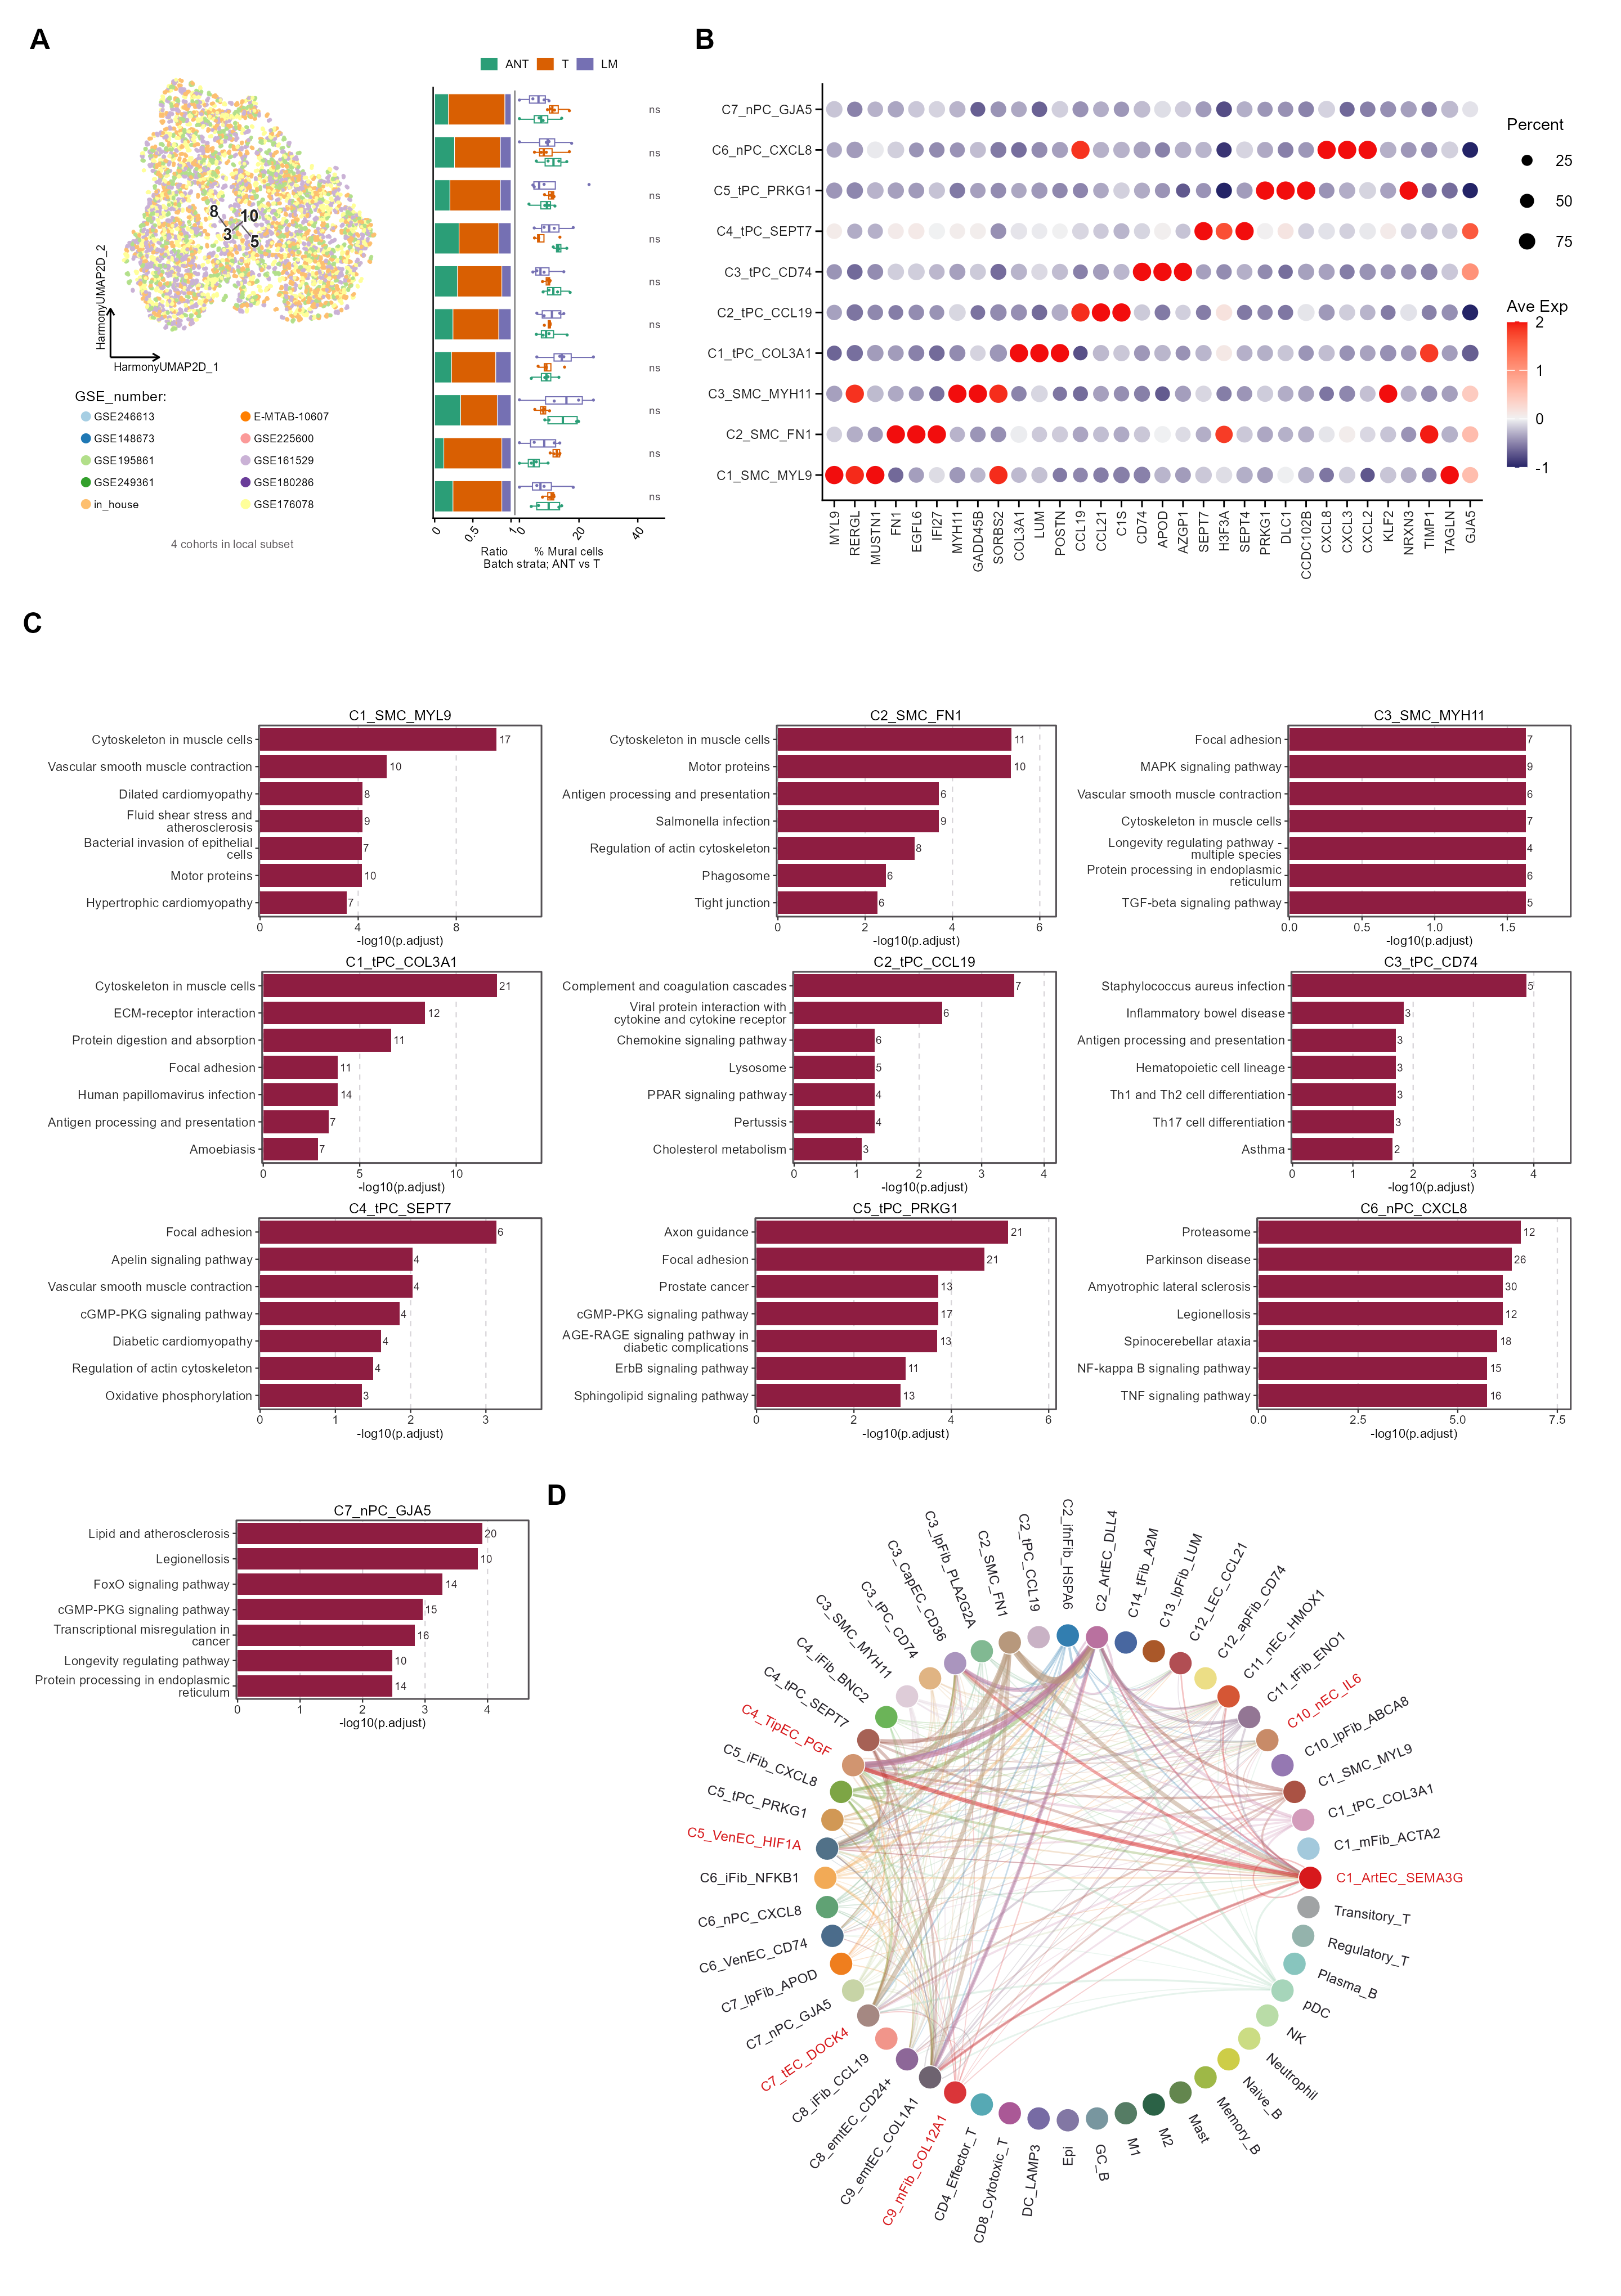 A
ANT
T
LM
ns
ns
ns
ns
ns
ns
ns
ns
ns
ns
8
10
3
5
HarmonyUMAP2D_2
HarmonyUMAP2D_1
GSE_number:
GSE246613
E-MTAB-10607
GSE148673
GSE225600
GSE195861
GSE161529
GSE249361
GSE180286
in_house
GSE176078
4 cohorts in local subset
0
0.5
1
0
20
40
Ratio
% Mural cells
Batch strata; ANT vs T
B
C7_nPC_GJA5
C6_nPC_CXCL8
C5_tPC_PRKG1
C4_tPC_SEPT7
C3_tPC_CD74
C2_tPC_CCL19
C1_tPC_COL3A1
C3_SMC_MYH11
C2_SMC_FN1
C1_SMC_MYL9
MYL9
RERGL
MUSTN1
FN1
EGFL6
IFI27
MYH11
GADD45B
SORBS2
COL3A1
LUM
POSTN
CCL19
CCL21
C1S
CD74
APOD
AZGP1
SEPT7
H3F3A
SEPT4
PRKG1
DLC1
CCDC102B
CXCL8
CXCL3
CXCL2
KLF2
NRXN3
TIMP1
TAGLN
GJA5
Percent
25
50
75
Ave Exp
2
1
0
-1
C
C1_SMC_MYL9
Cytoskeleton in muscle cells
17
Vascular smooth muscle contraction
10
Dilated cardiomyopathy
8
Fluid shear stress and
atherosclerosis
9
Bacterial invasion of epithelial
cells
7
Motor proteins
10
Hypertrophic cardiomyopathy
7
0
4
8
-log10(p.adjust)
C2_SMC_FN1
Cytoskeleton in muscle cells
11
Motor proteins
10
Antigen processing and presentation
6
Salmonella infection
9
Regulation of actin cytoskeleton
8
Phagosome
6
Tight junction
6
0
2
4
6
-log10(p.adjust)
C3_SMC_MYH11
Focal adhesion
7
MAPK signaling pathway
9
Vascular smooth muscle contraction
6
Cytoskeleton in muscle cells
7
Longevity regulating pathway -
multiple species
4
Protein processing in endoplasmic
reticulum
6
TGF-beta signaling pathway
5
0.0
0.5
1.0
1.5
-log10(p.adjust)
C1_tPC_COL3A1
Cytoskeleton in muscle cells
21
ECM-receptor interaction
12
Protein digestion and absorption
11
Focal adhesion
11
Human papillomavirus infection
14
Antigen processing and presentation
7
Amoebiasis
7
0
5
10
-log10(p.adjust)
C2_tPC_CCL19
Complement and coagulation cascades
7
Viral protein interaction with
cytokine and cytokine receptor
6
Chemokine signaling pathway
6
Lysosome
5
PPAR signaling pathway
4
Pertussis
4
Cholesterol metabolism
3
0
1
2
3
4
-log10(p.adjust)
C3_tPC_CD74
Staphylococcus aureus infection
5
Inflammatory bowel disease
3
Antigen processing and presentation
3
Hematopoietic cell lineage
3
Th1 and Th2 cell differentiation
3
Th17 cell differentiation
3
Asthma
2
0
1
2
3
4
-log10(p.adjust)
C4_tPC_SEPT7
Focal adhesion
6
Apelin signaling pathway
4
Vascular smooth muscle contraction
4
cGMP-PKG signaling pathway
4
Diabetic cardiomyopathy
4
Regulation of actin cytoskeleton
4
Oxidative phosphorylation
3
0
1
2
3
-log10(p.adjust)
C5_tPC_PRKG1
Axon guidance
21
Focal adhesion
21
Prostate cancer
13
cGMP-PKG signaling pathway
17
AGE-RAGE signaling pathway in
diabetic complications
13
ErbB signaling pathway
11
Sphingolipid signaling pathway
13
0
2
4
6
-log10(p.adjust)
C6_nPC_CXCL8
Proteasome
12
Parkinson disease
26
Amyotrophic lateral sclerosis
30
Legionellosis
12
Spinocerebellar ataxia
18
NF-kappa B signaling pathway
15
TNF signaling pathway
16
0.0
2.5
5.0
7.5
-log10(p.adjust)
C7_nPC_GJA5
Lipid and atherosclerosis
20
Legionellosis
10
FoxO signaling pathway
14
cGMP-PKG signaling pathway
15
Transcriptional misregulation in
cancer
16
Longevity regulating pathway
10
Protein processing in endoplasmic
reticulum
14
0
1
2
3
4
-log10(p.adjust)
D
C2_ifnFib_HSPA6
C2_ArtEC_DLL4
C14_tFib_A2M
C13_lpFib_LUM
C12_LEC_CCL21
C12_apFib_CD74
C11_nEC_HMOX1
C11_tFib_ENO1
C10_nEC_IL6
C10_lpFib_ABCA8
C1_SMC_MYL9
C1_tPC_COL3A1
C1_mFib_ACTA2
C1_ArtEC_SEMA3G
Transitory_T
Regulatory_T
Plasma_B
pDC
NK
Neutrophil
Naive_B
Memory_B
Mast
M2
M1
GC_B
Epi
DC_LAMP3
CD8_Cytotoxic_T
CD4_Effector_T
C9_mFib_COL12A1
C9_emtEC_COL1A1
C8_emtEC_CD24+
C8_iFib_CCL19
C7_tEC_DOCK4
C7_nPC_GJA5
C7_lpFib_APOD
C6_VenEC_CD74
C6_nPC_CXCL8
C6_iFib_NFKB1
C5_VenEC_HIF1A
C5_tPC_PRKG1
C5_iFib_CXCL8
C4_TipEC_PGF
C4_tPC_SEPT7
C4_iFib_BNC2
C3_SMC_MYH11
C3_tPC_CD74
C3_CapEC_CD36
C3_lpFib_PLA2G2A
C2_SMC_FN1
C2_tPC_CCL19